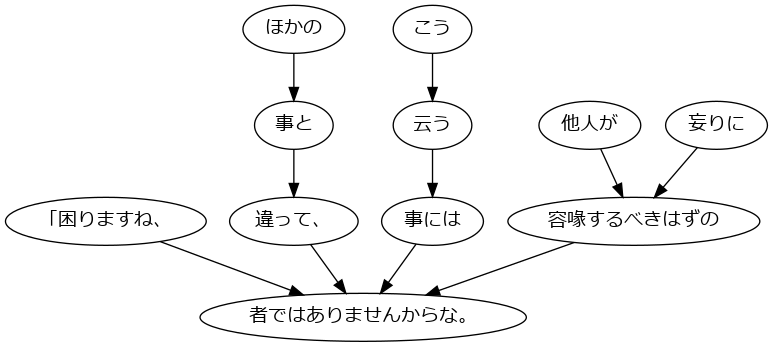 ほかの
こう
事と
云う
他人が
妄りに
「困りますね、
違って、
事には
容喙するべきはずの
者ではありませんからな。